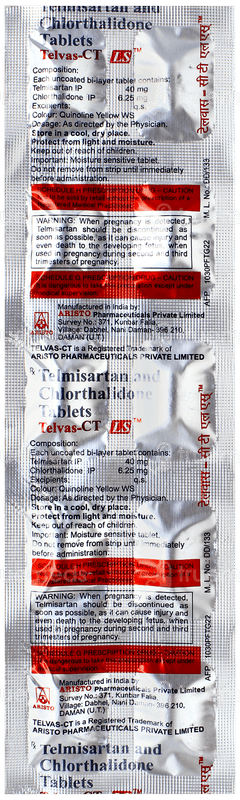 Telmisartan and
Chlorthalidone
Tablets
Telvas-CT LS™
Composition:
Each uncoated bi-layer tablet contains:
Telmisartan IP 40 mg
Chlorthalidone IP 6.25 mg
Excipients: q.s.
Colour: Quinoline Yellow WS
Dosage: As directed by the Physician.
Store in a cool, dry place.
Protect from light and moisture.
Keep out of reach of children.
Important: Moisture sensitive tablet.
Do not remove from strip until immediately
before administration.
WARNING: When pregnancy is detected,
Telmisartan should be discontinued as
soon as possible, as it can cause injury and
even death to the developing fetus, when
used in pregnancy during second and third
trimesters of pregnancy.
ARISTO
Manufactured in India by:
ARISTO Pharmaceuticals Private Limited
Survey No.: 371, Kunbar Falia,
Village: Dabhel, Nani Daman- 396 210,
DAMAN (U.T.)
TELVAS-CT is a Registered Trademark of
ARISTO PHARMACEUTICALS PRIVATE LIMITED
टेलवास - सी टी एल एस™
M. L. No.: DD/133
AFP 1030PFTG22
℞ Telmisartan and
Chlorthalidone
Tablets
Telvas-CT LS™
Composition:
Each uncoated bi-layer tablet contains:
Telmisartan IP 40 mg
Chlorthalidone IP 6.25 mg
Excipients: q.s.
Colour: Quinoline Yellow WS
Dosage: As directed by the Physician.
Store in a cool, dry place.
Protect from light and moisture.
Keep out of reach of children.
Important: Moisture sensitive tablet.
Do not remove from strip until immediately
before administration.
WARNING: When pregnancy is detected,
Telmisartan should be discontinued as
soon as possible, as it can cause injury and
even death to the developing fetus, when
used in pregnancy during second and third
trimesters of pregnancy.
ARISTO
Manufactured in India by:
ARISTO Pharmaceuticals Private Limited
Survey No.: 371, Kunbar Falia,
Village: Dabhel, Nani Daman- 396 210,
DAMAN (U.T.)
TELVAS-CT is a Registered Trademark of
ARISTO PHARMACEUTICALS PRIVATE LIMITED
टेलवास - सी टी एल एस™
M. L. No.: DD/133
AFP 1030PFTG22
℞ Telmisartan and
Chlorthalidone
Tablets